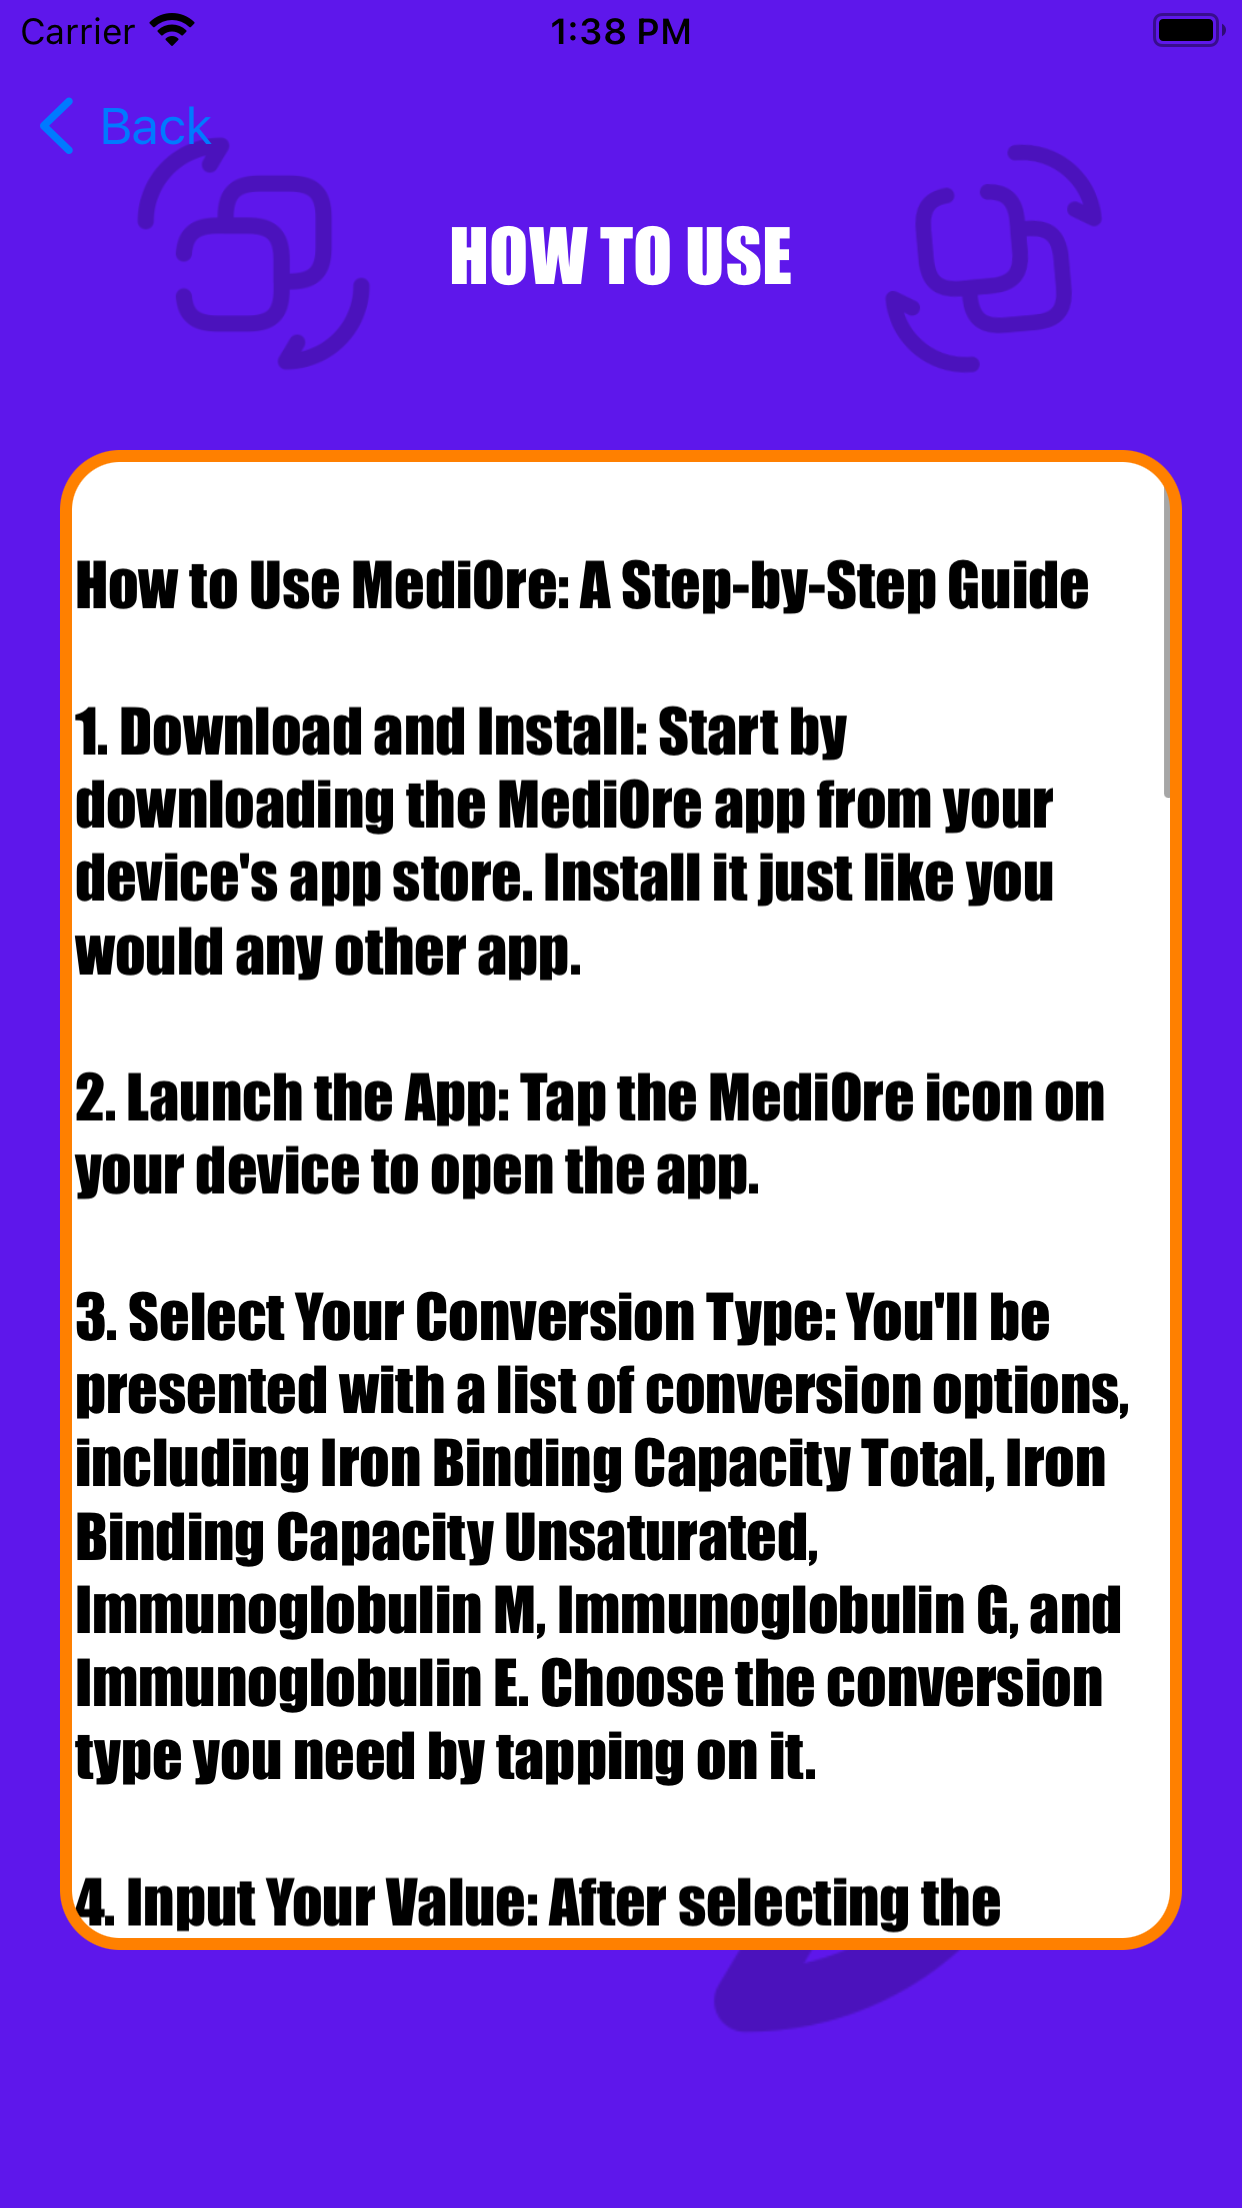 Carrier
1:38 PM
Back
HOW TO USE
How to Use MediOre: A Step-by-Step Guide
1. Download and Install: Start by
downloading the MediOre app from your
device's app store. Install it just like you
would any other app.
2. Launch the App: Tap the MediOre icon on
your device to open the app.
3. Select Your Conversion Type: You'll be
presented with a list of conversion options,
including Iron Binding Capacity Total, Iron
Binding Capacity Unsaturated,
Immunoglobulin M, Immunoglobulin G, and
Immunoglobulin E. Choose the conversion
type you need by tapping on it.
4. Input Your Value: After selecting the